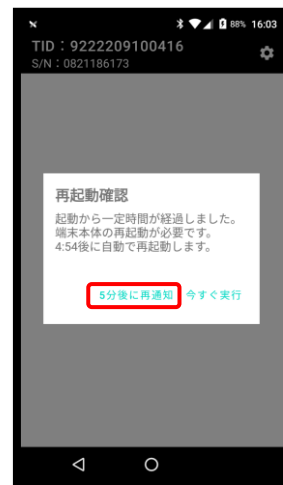 88% 16:03
TID：9222209100416
S/N：0821186173
再起動確認
起動から一定時間が経過しました。
端末本体の再起動が必要です。
4:54後に自動で再起動します。
5分後に再通知 今すぐ実行